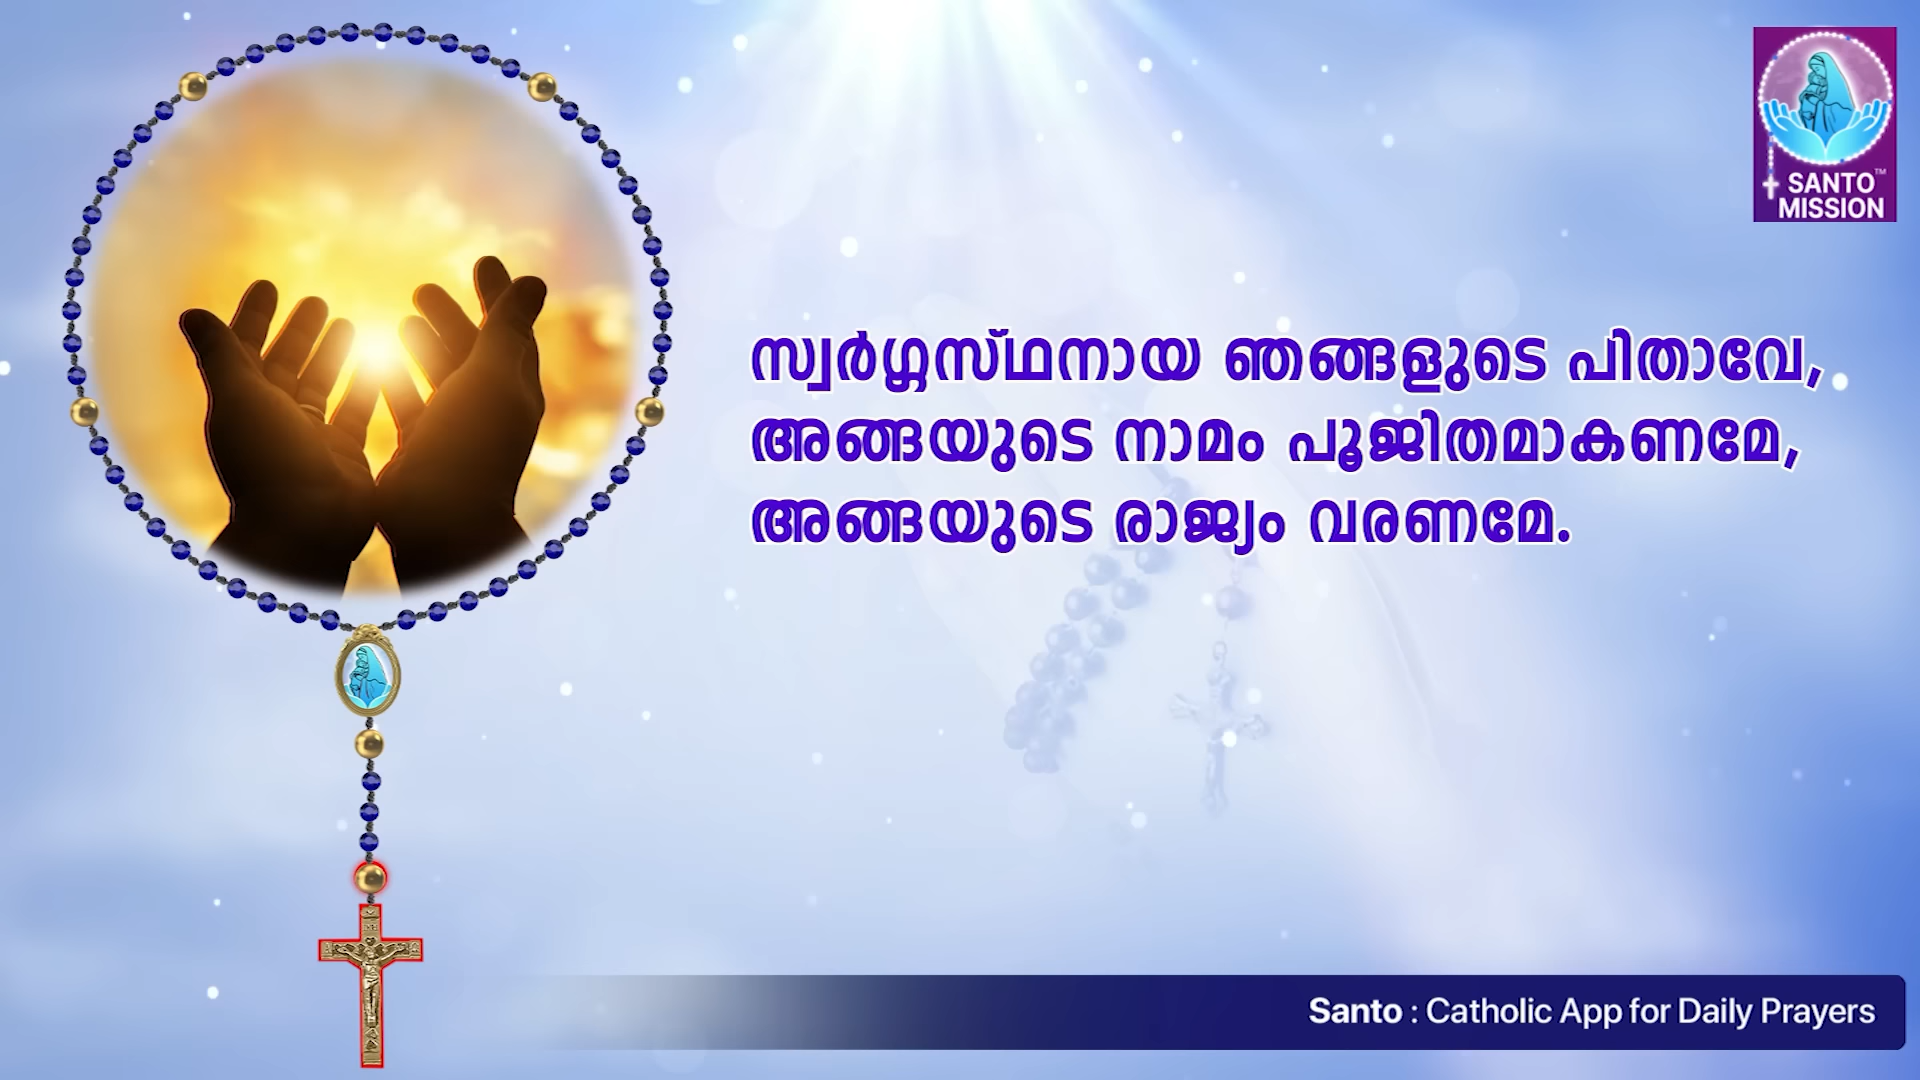 SANTO™
MISSION
സ്വർഗ്ഗസ്ഥനായ ഞങ്ങളുടെ പിതാവേ,
അങ്ങയുടെ നാമം പൂജിതമാകണമേ,
അങ്ങയുടെ രാജ്യം വരണമേ.
Santo : Catholic App for Daily Prayers